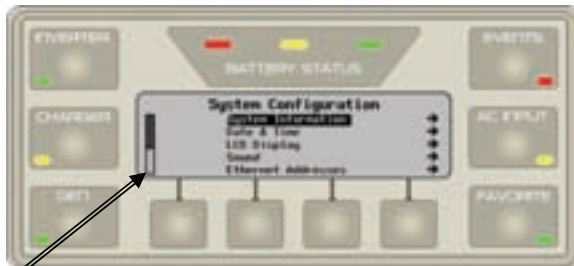 INVERTER
EVENTS
BATTERY STATUS
CHARGER
AC INPUT
System Configuration
System Information
Date & Time
LCD Display
Sound
Ethernet Addresses
GEN
FAVORITE